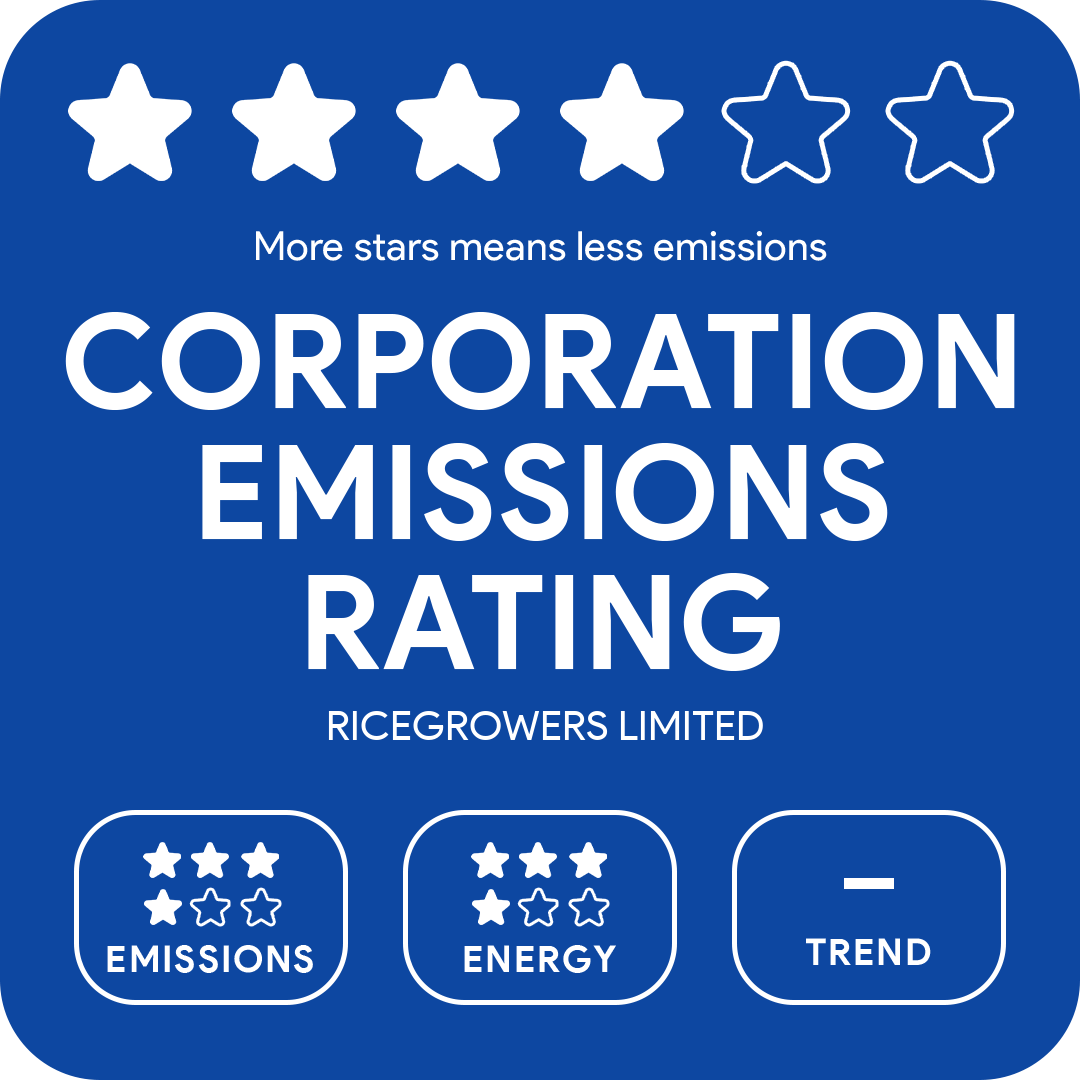 More stars means less emissions
CORPORATION
EMISSIONS
RATING
RICEGROWERS LIMITED
EMISSIONS
ENERGY
TREND